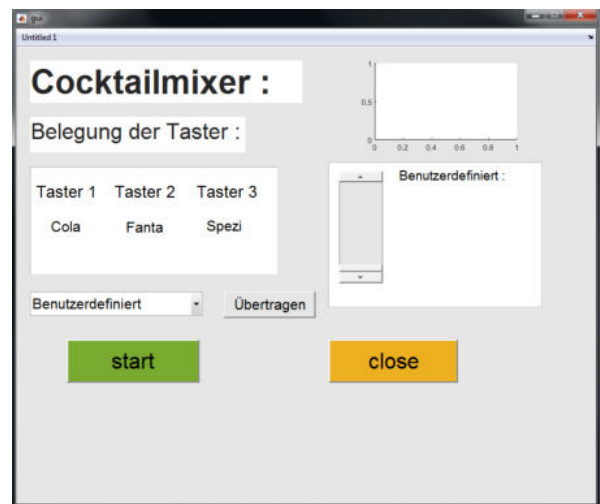 gui
Untitled 1
Cocktailmixer :
Belegung der Taster :
Taster 1 Taster 2 Taster 3
Cola Fanta Spezi
Benutzerdefiniert
Übertragen
start
1
0.5
0
0 0.2 0.4 0.6 0.8 1
Benutzerdefiniert :
close